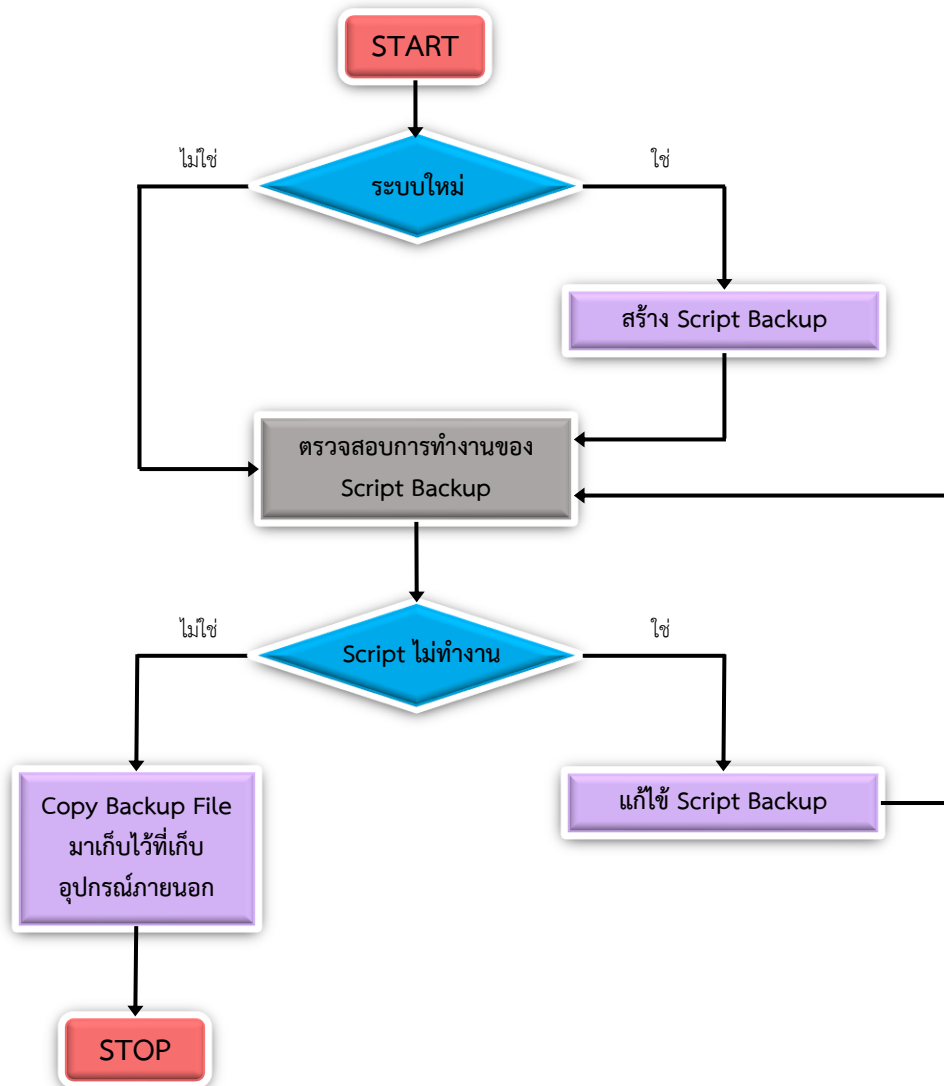 START
ไม่ใช่
ใช่
ระบบใหม่
สร้าง Script Backup
ตรวจสอบการทำงานของ
Script Backup
ไม่ใช่
ใช่
Script ไม่ทำงาน
Copy Backup File
มาเก็บไว้ที่เก็บ
อุปกรณ์ภายนอก
แก้ไข้ Script Backup
STOP